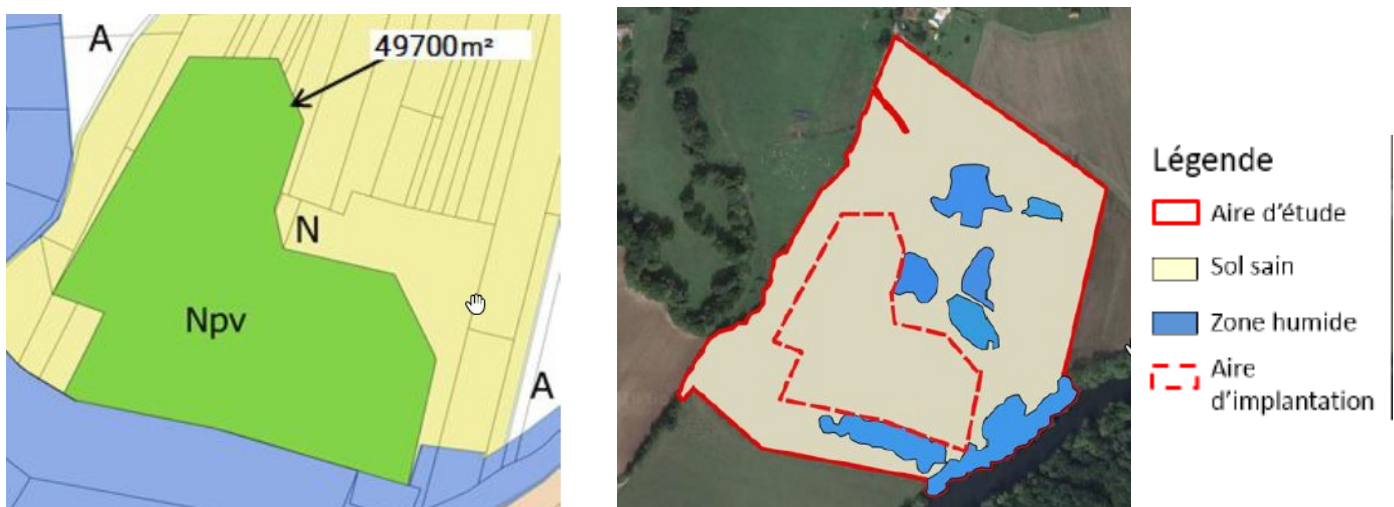 A
49700m²
N
Npv
A
Légende
Aire d'étude
Sol sain
Zone humide
Aire
d'implantation